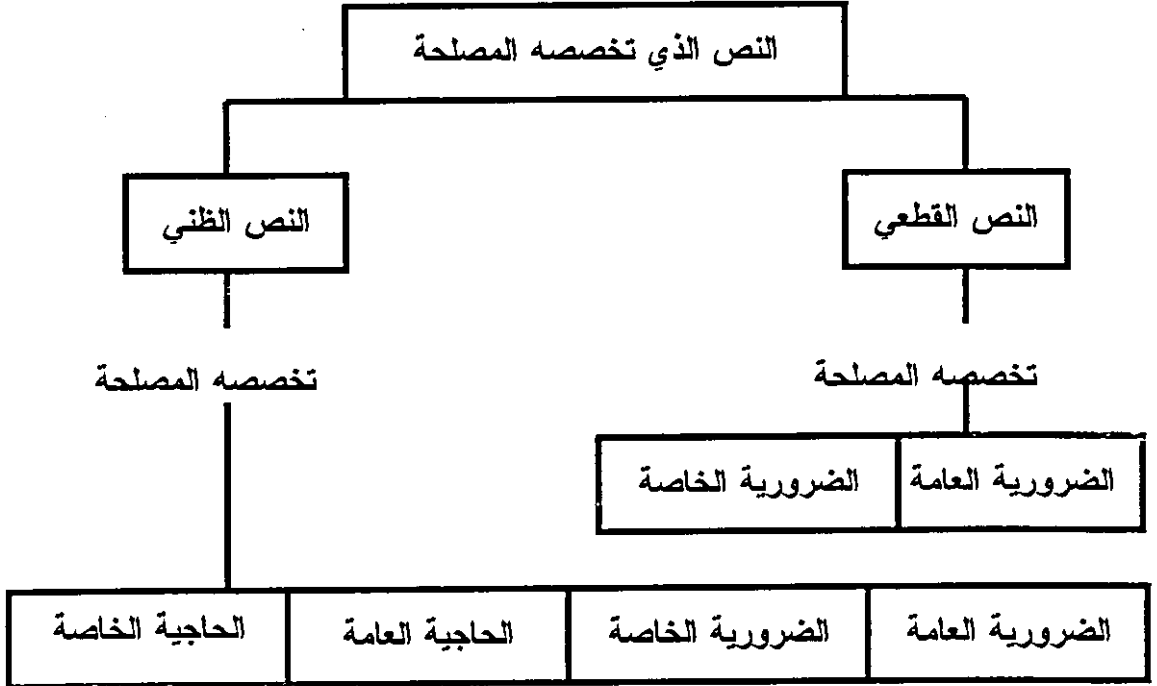 النص الذي تخصصه المصلحة
النص القطعي
النص الظني
تخصصه المصلحة
تخصصه المصلحة
الضرورية العامة
الضرورية الخاصة
الضرورية العامة
الضرورية الخاصة
الحاجية العامة
الحاجية الخاصة